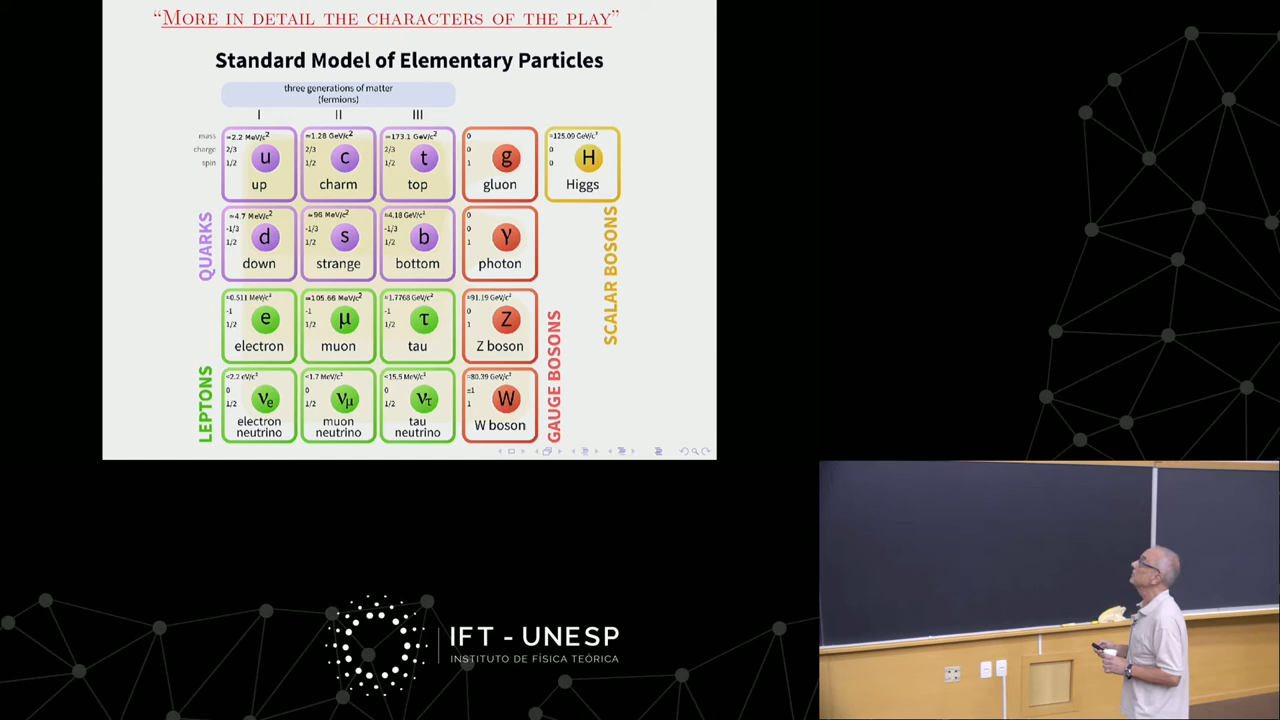 “MORE IN DETAIL THE CHARACTERS OF THE PLAY”
Standard Model of Elementary Particles
three generations of matter
(fermions)
I II III
mass ≃2.2 MeV/c² ≃1.28 GeV/c² ≃173.1 GeV/c² 0 ≃125.09 GeV/c²
charge 2/3 2/3 2/3 0 0
spin 1/2 1/2 1/2 1 0
u c t g H
up charm top gluon Higgs
≃4.7 MeV/c² ≃96 MeV/c² ≃4.18 GeV/c² 0
-1/3 -1/3 -1/3 0
1/2 1/2 1/2 1
d s b γ
down strange bottom photon
QUARKS
SCALAR BOSONS
≃0.511 MeV/c² ≃105.66 MeV/c² ≃1.7768 GeV/c² ≃91.19 GeV/c²
-1 -1 -1 0
1/2 1/2 1/2 1
e μ τ Z
electron muon tau Z boson
<2.2 eV/c² <1.7 MeV/c² <15.5 MeV/c² ≃80.39 GeV/c²
0 0 0 ±1
1/2 1/2 1/2 1
νe νμ ντ W
electron muon tau W boson
neutrino neutrino neutrino
LEPTONS
GAUGE BOSONS
IFT - UNESP
INSTITUTO DE FÍSICA TEÓRICA